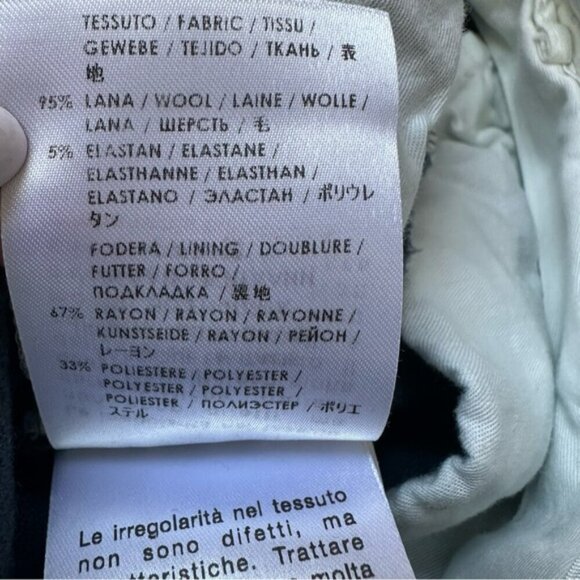 TESSUTO / FABRIC / TISSU /
GEWEBE / TEJIDO / ТКАНЬ / 表
地
95% LANA / WOOL / LAINE / WOLLE /
LANA / ШЕРСТЬ / 毛
5% ELASTAN / ELASTANE /
ELASTHANNE / ELASTHAN /
ELASTANO / ЭЛАСТАН / ポリウレ
タン
FODERA / LINING / DOUBLURE /
FUTTER / FORRO /
ПОДКЛАДКА / 裏地
67% RAYON / RAYON / RAYONNE /
KUNSTSEIDE / RAYON / РЕЙОН /
レーヨン
33% POLIESTERE / POLYESTER /
POLYESTER / POLYESTER /
POLIESTER / ПОЛИЭСТЕР / ポリエ
ステル
Le irregolarità nel tessuto
non sono difetti, ma
caratteristiche. Trattare
molta